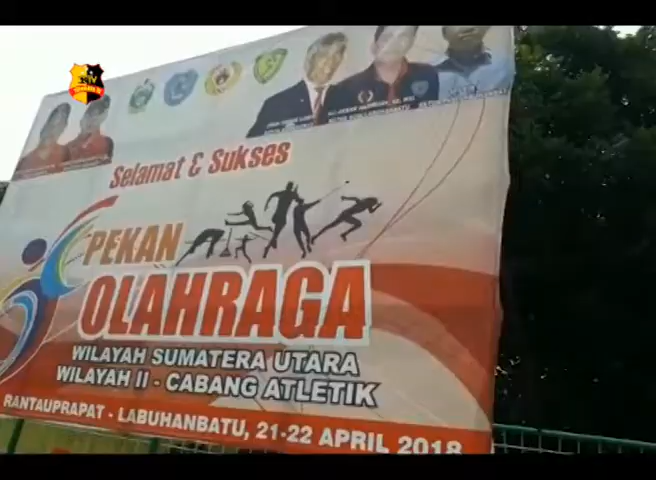 Selamat & Sukses
PEKAN
OLAHRAGA
WILAYAH SUMATERA UTARA
WILAYAH II - CABANG ATLETIK
RANTAUPRAPAT - LABUHANBATU, 21-22 APRIL 2018